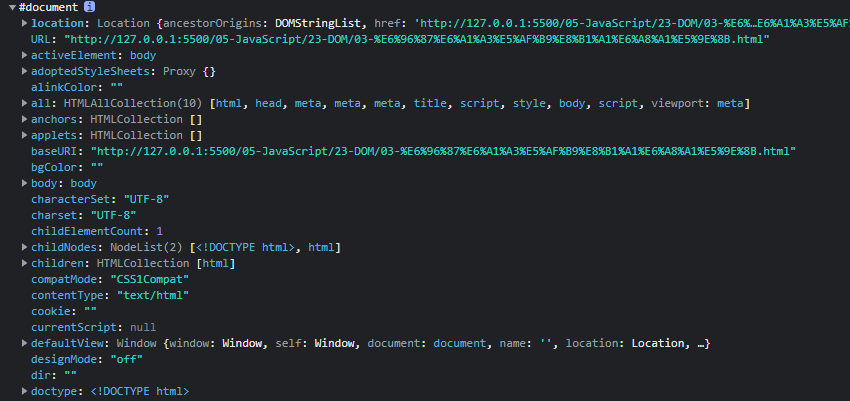 #document i
location: Location {ancestorOrigins: DOMStringList, href: 'http://127.0.0.1:5500/05-JavaScript/23-DOM/03-%E6%…E6%A1%A3%E5%AF
URL: "http://127.0.0.1:5500/05-JavaScript/23-DOM/03-%E6%96%87%E6%A1%A3%E5%AF%B9%E8%B1%A1%E6%A8%A1%E5%9E%8B.html"
activeElement: body
adoptedStyleSheets: Proxy {}
alinkColor: ""
all: HTMLAllCollection(10) [html, head, meta, meta, meta, title, script, style, body, script, viewport: meta]
anchors: HTMLCollection []
applets: HTMLCollection []
baseURI: "http://127.0.0.1:5500/05-JavaScript/23-DOM/03-%E6%96%87%E6%A1%A3%E5%AF%B9%E8%B1%A1%E6%A8%A1%E5%9E%8B.html"
bgColor: ""
body: body
characterSet: "UTF-8"
charset: "UTF-8"
childElementCount: 1
childNodes: NodeList(2) [<!DOCTYPE html>, html]
children: HTMLCollection [html]
compatMode: "CSS1Compat"
contentType: "text/html"
cookie: ""
currentScript: null
defaultView: Window {window: Window, self: Window, document: document, name: '', location: Location, …}
designMode: "off"
dir: ""
doctype: <!DOCTYPE html>